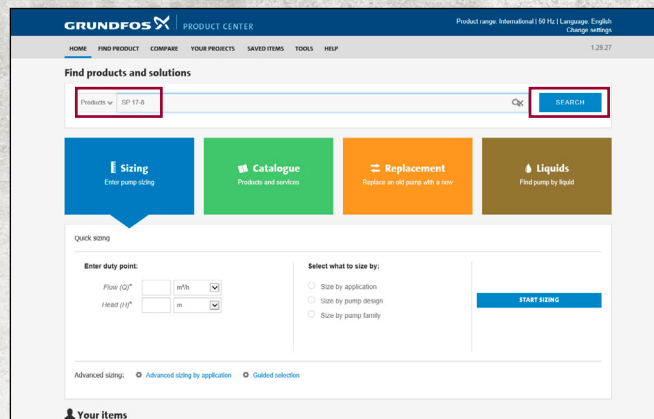 GRUNDFOS PRODUCT CENTER
Product range: International | 50 Hz | Language: English
Change settings
HOME FIND PRODUCT COMPARE YOUR PROJECTS SAVED ITEMS TOOLS HELP 1.29.27
Find products and solutions
Products SP 17-8 SEARCH
Sizing
Enter pump sizing
Catalogue
Products and services
Replacement
Replace an old pump with a new
Liquids
Find pump by liquid
Quick sizing
Enter duty point:
Flow (Q)* m³/h
Head (H)* m
Select what to size by:
Size by application
Size by pump design
Size by pump family
START SIZING
Advanced sizing: Advanced sizing by application Guided selection
Your items